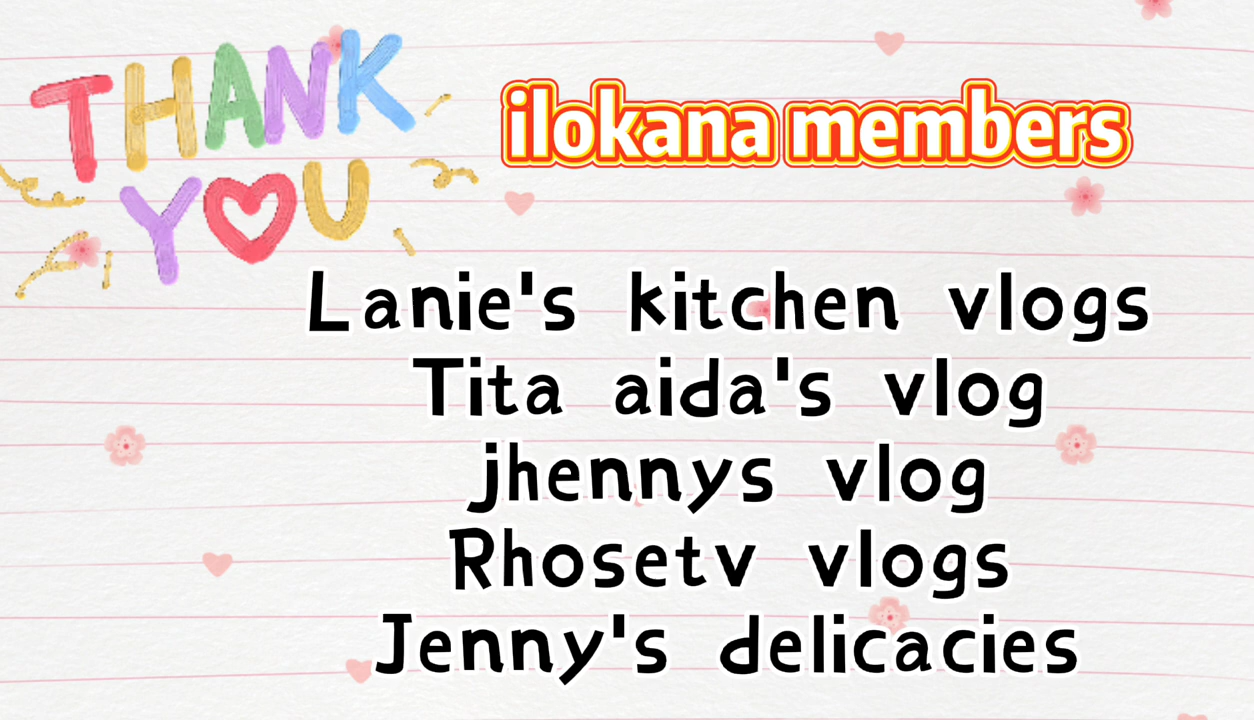 THANK
YOU
ilokana members
Lanie's kitchen vlogs
Tita aida's vlog
jhennys vlog
Rhosetv vlogs
Jenny's delicacies